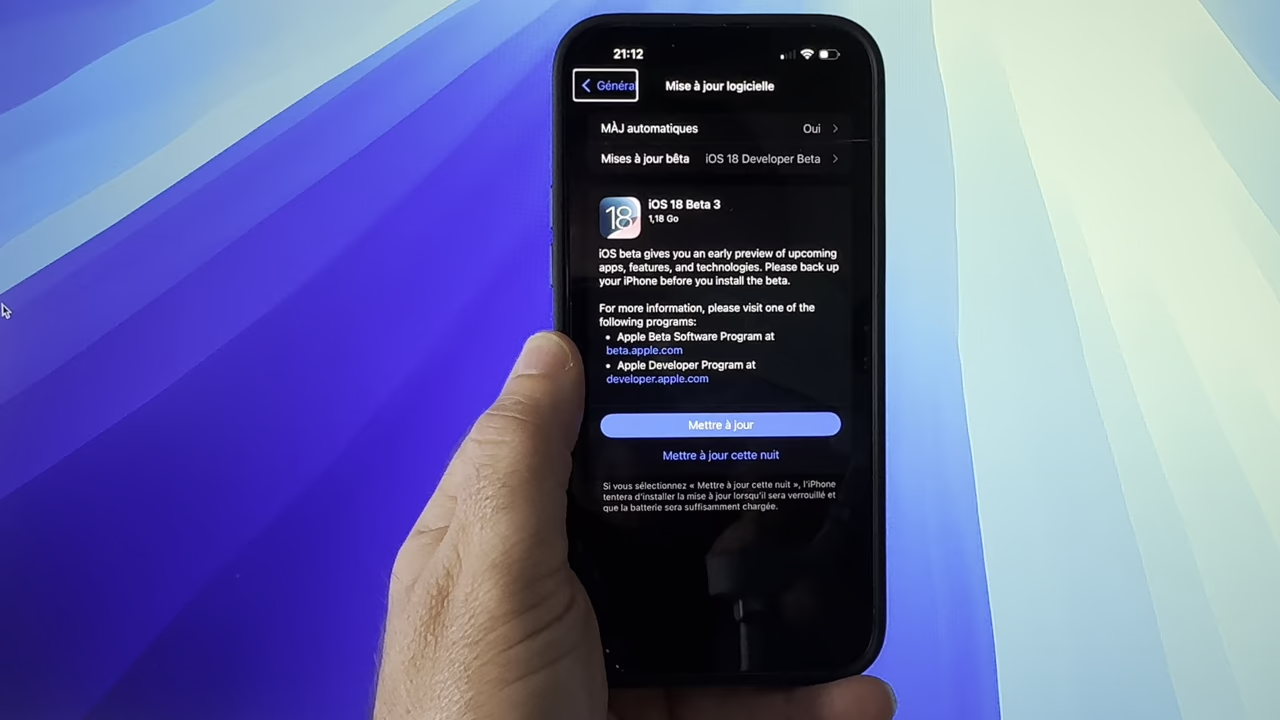 21:12
Général
Mise à jour logicielle
MÀJ automatiques Oui
Mises à jour bêta iOS 18 Developer Beta
18
iOS 18 Beta 3
1,18 Go
iOS beta gives you an early preview of upcoming
apps, features, and technologies. Please back up
your iPhone before you install the beta.
For more information, please visit one of the
following programs:
• Apple Beta Software Program at
beta.apple.com
• Apple Developer Program at
developer.apple.com
Mettre à jour
Mettre à jour cette nuit
Si vous sélectionnez « Mettre à jour cette nuit », l'iPhone
tentera d'installer la mise à jour lorsqu'il sera verrouillé et
que la batterie sera suffisamment chargée.